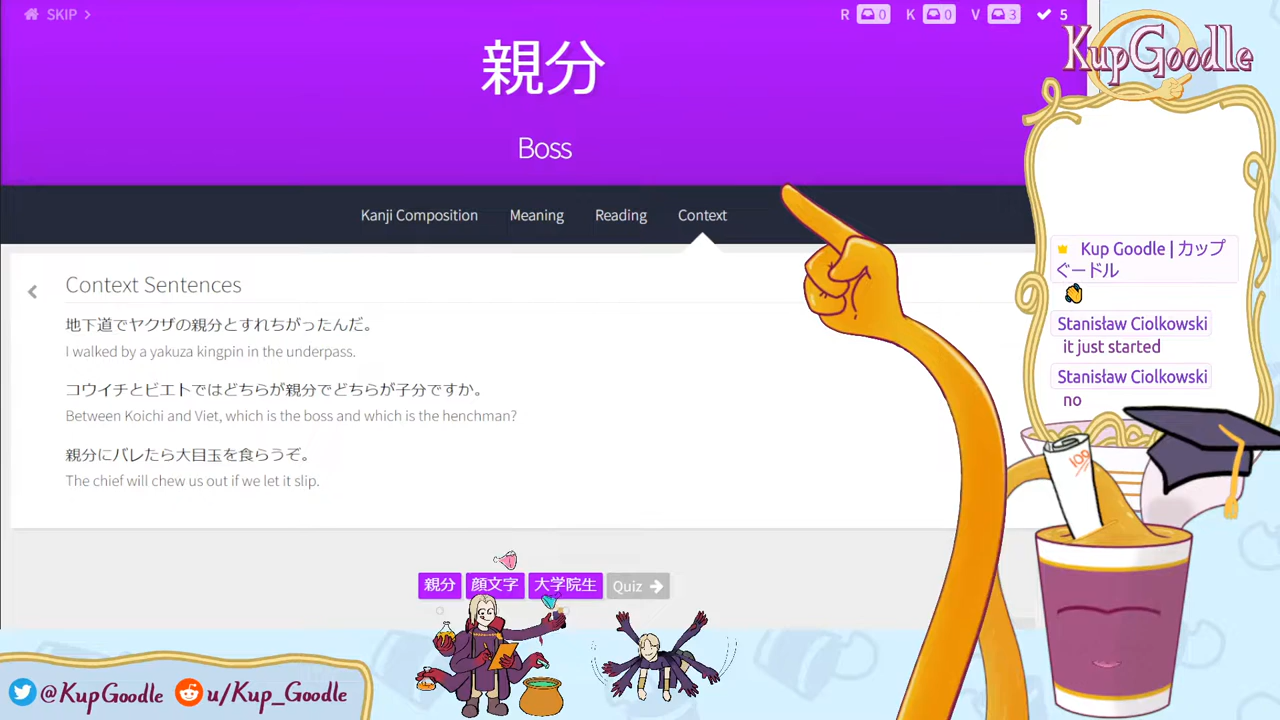 SKIP
R 0 K 0 V 3 5
親分
Boss
Kanji Composition Meaning Reading Context
Context Sentences
地下道でヤクザの親分とすれちがったんだ。
I walked by a yakuza kingpin in the underpass.
コウイチとビエトではどちらが親分でどちらが子分ですか。
Between Koichi and Viet, which is the boss and which is the henchman?
親分にバレたら大目玉を食らうぞ。
The chief will chew us out if we let it slip.
親分 顔文字 大学院生 Quiz
KupGoodle
Kup Goodle | カップ
ぐードル
Stanisław Ciolkowski
it just started
Stanisław Ciolkowski
no
100
@KupGoodle u/Kup_Goodle